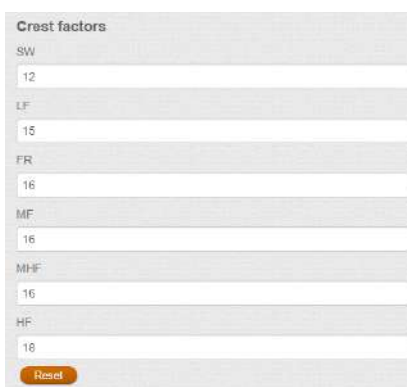 Crest factors
SW
12
LF
15
FR
16
MF
16
MHF
16
HF
18
Reset